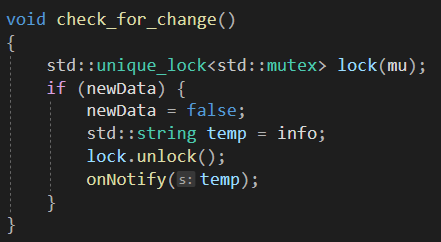 void check_for_change()
{
    std::unique_lock<std::mutex> lock(mu);
    if (newData) {
        newData = false;
        std::string temp = info;
        lock.unlock();
        onNotify(s: temp);
    }
}